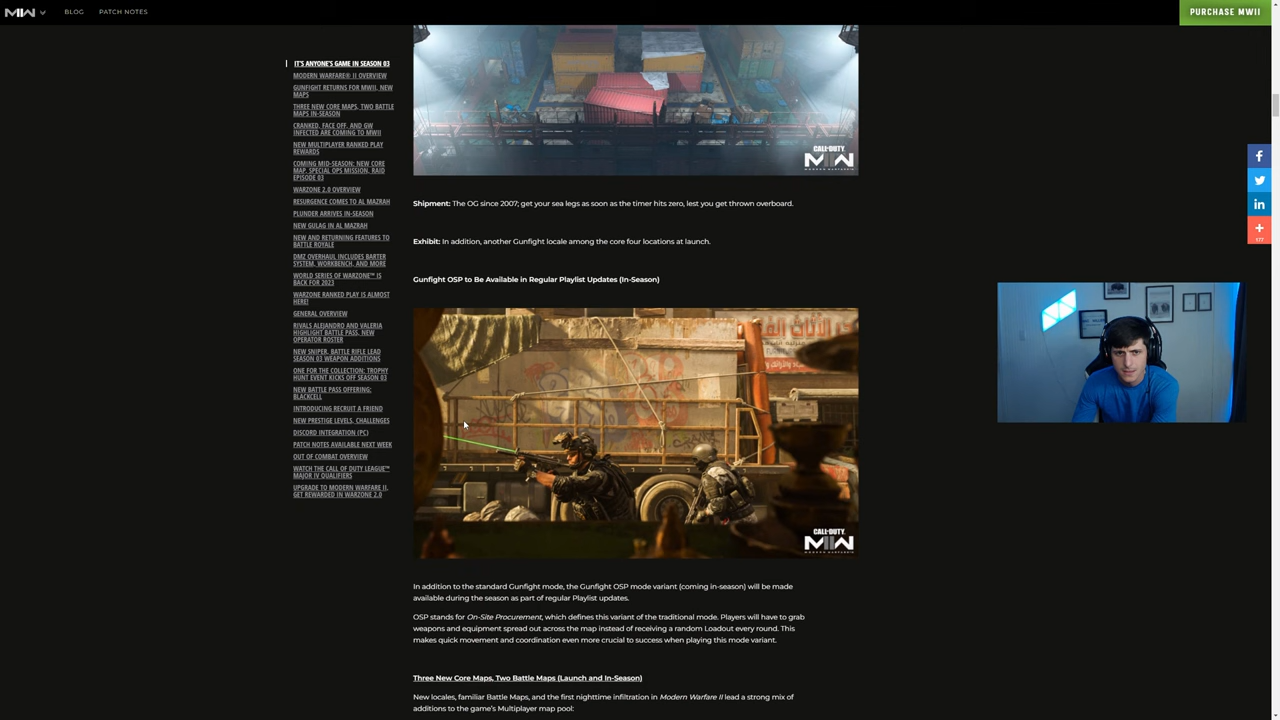 MW
BLOG
PATCH NOTES
PURCHASE MWII
IT'S ANYONE'S GAME IN SEASON 03
MODERN WARFARE® II OVERVIEW
GUNFIGHT RETURNS FOR MWII, NEW
MAPS
THREE NEW CORE MAPS, TWO BATTLE
MAPS IN-SEASON
CRANKED, FACE OFF, AND GW
INFECTED ARE COMING TO MWII
NEW MULTIPLAYER RANKED PLAY
REWARDS
COMING MID-SEASON: NEW CORE
MAP, SPECIAL OPS MISSION, RAID
EPISODE 03
WARZONE 2.0 OVERVIEW
RESURGENCE COMES TO AL MAZRAH
PLUNDER ARRIVES IN-SEASON
NEW GULAG IN AL MAZRAH
NEW AND RETURNING FEATURES TO
BATTLE ROYALE
DMZ OVERHAUL INCLUDES BARTER
SYSTEM, WORKBENCH, AND MORE
WORLD SERIES OF WARZONE™ IS
BACK FOR 2023
WARZONE RANKED PLAY IS ALMOST
HERE!
GENERAL OVERVIEW
RIVALS ALEJANDRO AND VALERIA
HIGHLIGHT BATTLE PASS, NEW
OPERATOR ROSTER
NEW SNIPER, BATTLE RIFLE LEAD
SEASON 03 WEAPON ADDITIONS
ONE FOR THE COLLECTION: TROPHY
HUNT EVENT KICKS OFF SEASON 03
NEW BATTLE PASS OFFERING:
BLACKCELL
INTRODUCING RECRUIT A FRIEND
NEW PRESTIGE LEVELS, CHALLENGES
DISCORD INTEGRATION (PC)
PATCH NOTES AVAILABLE NEXT WEEK
OUT OF COMBAT OVERVIEW
WATCH THE CALL OF DUTY LEAGUE™
MAJOR IV QUALIFIERS
UPGRADE TO MODERN WARFARE II,
GET REWARDED IN WARZONE 2.0
CALL OF DUTY
MW
MODERN WARFARE II
Shipment: The OG since 2007; get your sea legs as soon as the timer hits zero, lest you get thrown overboard.
Exhibit: In addition, another Gunfight locale among the core four locations at launch.
Gunfight OSP to Be Available in Regular Playlist Updates (In-Season)
CALL OF DUTY
MW
MODERN WARFARE II
In addition to the standard Gunfight mode, the Gunfight OSP mode variant (coming in-season) will be made
available during the season as part of regular Playlist updates.
OSP stands for On-Site Procurement, which defines this variant of the traditional mode. Players will have to grab
weapons and equipment spread out across the map instead of receiving a random Loadout every round. This
makes quick movement and coordination even more crucial to success when playing this mode variant.
Three New Core Maps, Two Battle Maps (Launch and In-Season)
New locales, familiar Battle Maps, and the first nighttime infiltration in Modern Warfare II lead a strong mix of
additions to the game's Multiplayer map pool:
177